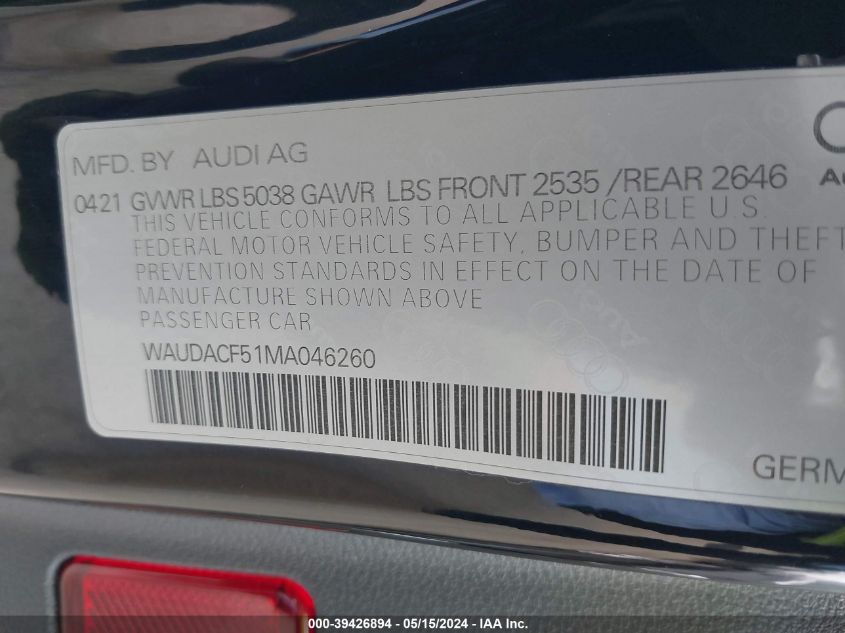 MFD. BY AUDI AG
0421 GVWR LBS 5038 GAWR LBS FRONT 2535 /REAR 2646
THIS VEHICLE CONFORMS TO ALL APPLICABLE U.S.
FEDERAL MOTOR VEHICLE SAFETY, BUMPER AND THEFT
PREVENTION STANDARDS IN EFFECT ON THE DATE OF
MANUFACTURE SHOWN ABOVE
PASSENGER CAR
WAUDACF51MA046260
GERM
000-39426894 - 05/15/2024 - IAA Inc.